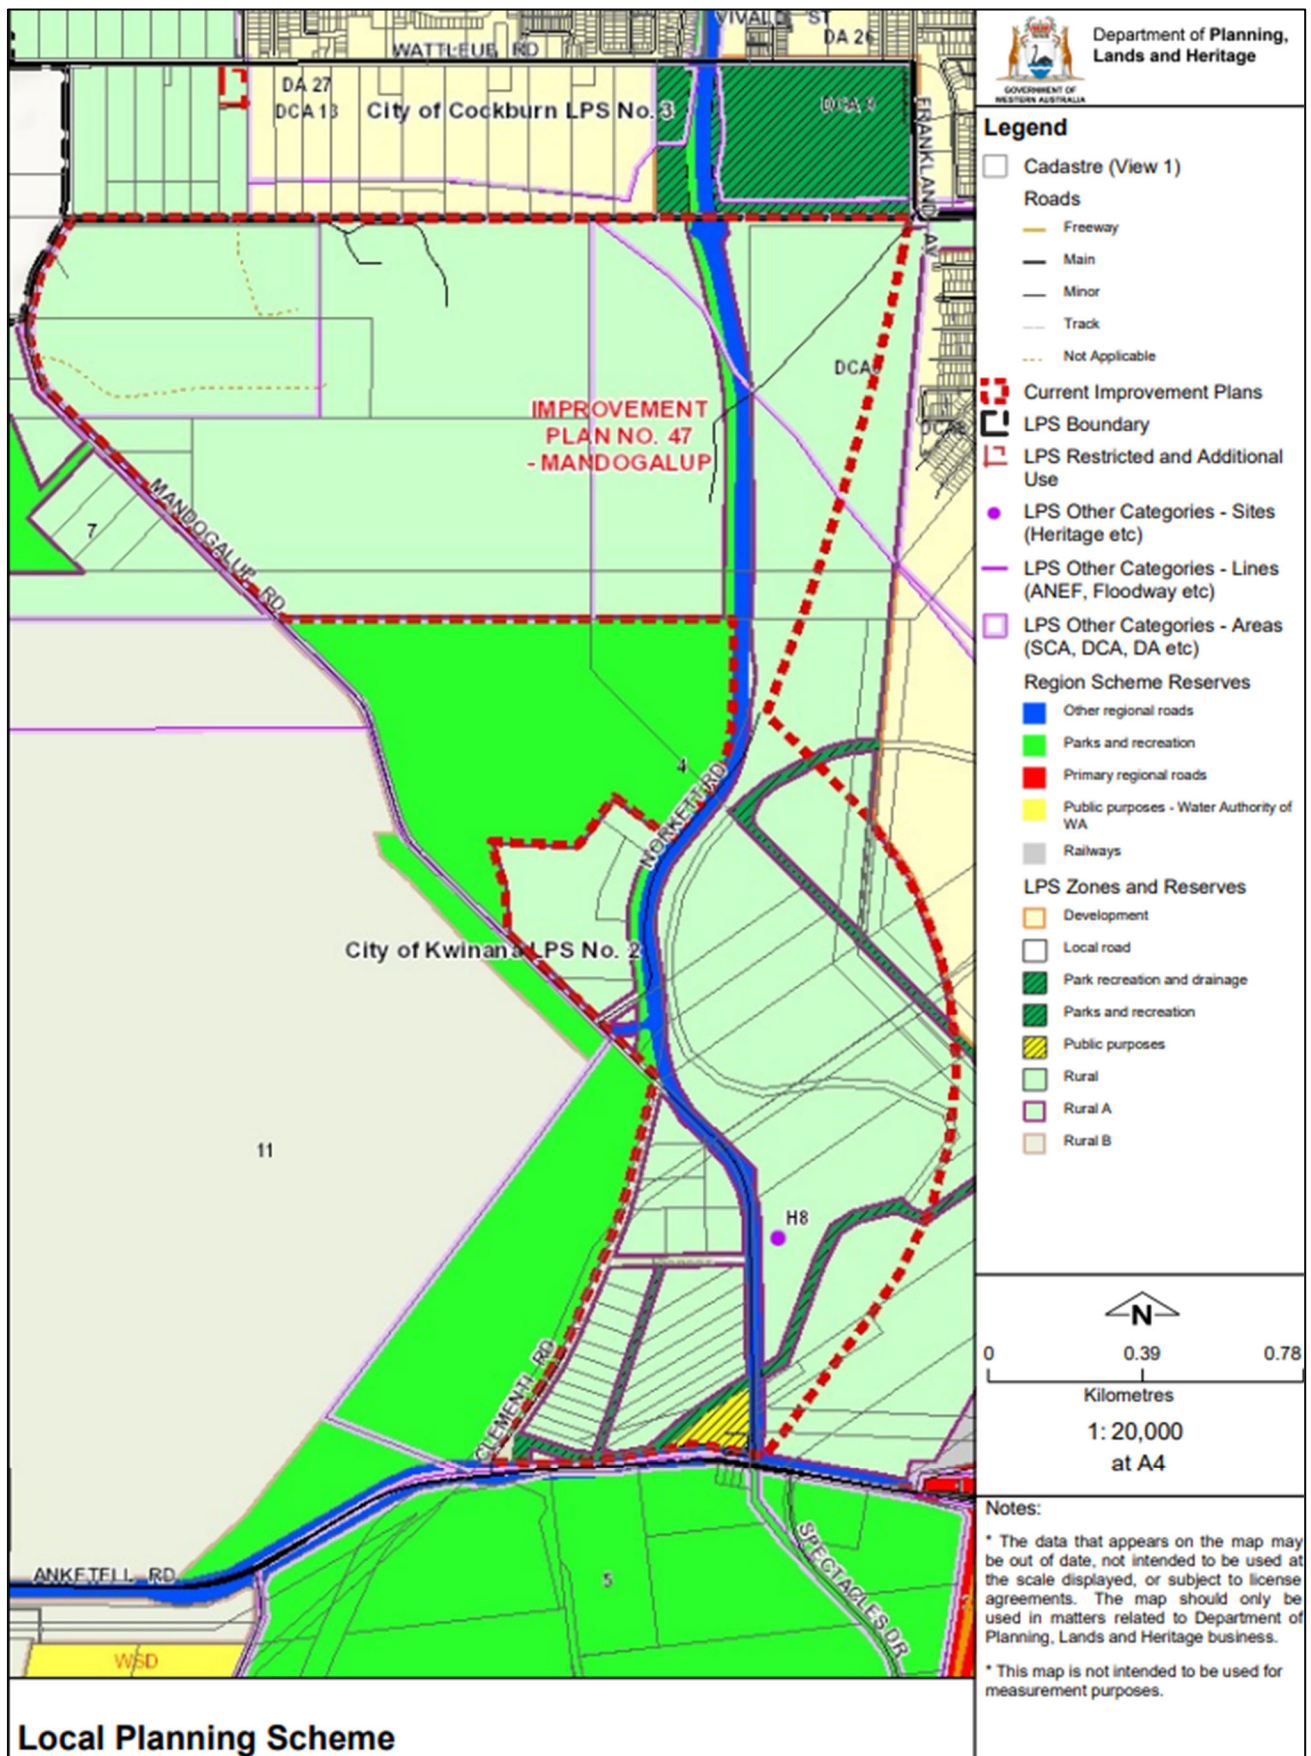 VIVALDI ST
DA 26
WATTLEUP RD
DA 27
DCA 13
City of Cockburn LPS No. 3
DCA 9
FRANKLAND AV
DCA
IMPROVEMENT
PLAN NO. 47
- MANDOGALUP
MANDOGALUP RD
7
4
NORKETT RD
City of Kwinana LPS No. 2
11
H8
CLEMENTI RD
ANKETELL RD
5
SPECTACLES DR
WSD
Local Planning Scheme
Department of Planning,
Lands and Heritage
GOVERNMENT OF
WESTERN AUSTRALIA
Legend
Cadastre (View 1)
Roads
Freeway
Main
Minor
Track
Not Applicable
Current Improvement Plans
LPS Boundary
LPS Restricted and Additional
Use
LPS Other Categories - Sites
(Heritage etc)
LPS Other Categories - Lines
(ANEF, Floodway etc)
LPS Other Categories - Areas
(SCA, DCA, DA etc)
Region Scheme Reserves
Other regional roads
Parks and recreation
Primary regional roads
Public purposes - Water Authority of
WA
Railways
LPS Zones and Reserves
Development
Local road
Park recreation and drainage
Parks and recreation
Public purposes
Rural
Rural A
Rural B
N
0 0.39 0.78
Kilometres
1: 20,000
at A4
Notes:
* The data that appears on the map may
be out of date, not intended to be used at
the scale displayed, or subject to license
agreements. The map should only be
used in matters related to Department of
Planning, Lands and Heritage business.
* This map is not intended to be used for
measurement purposes.